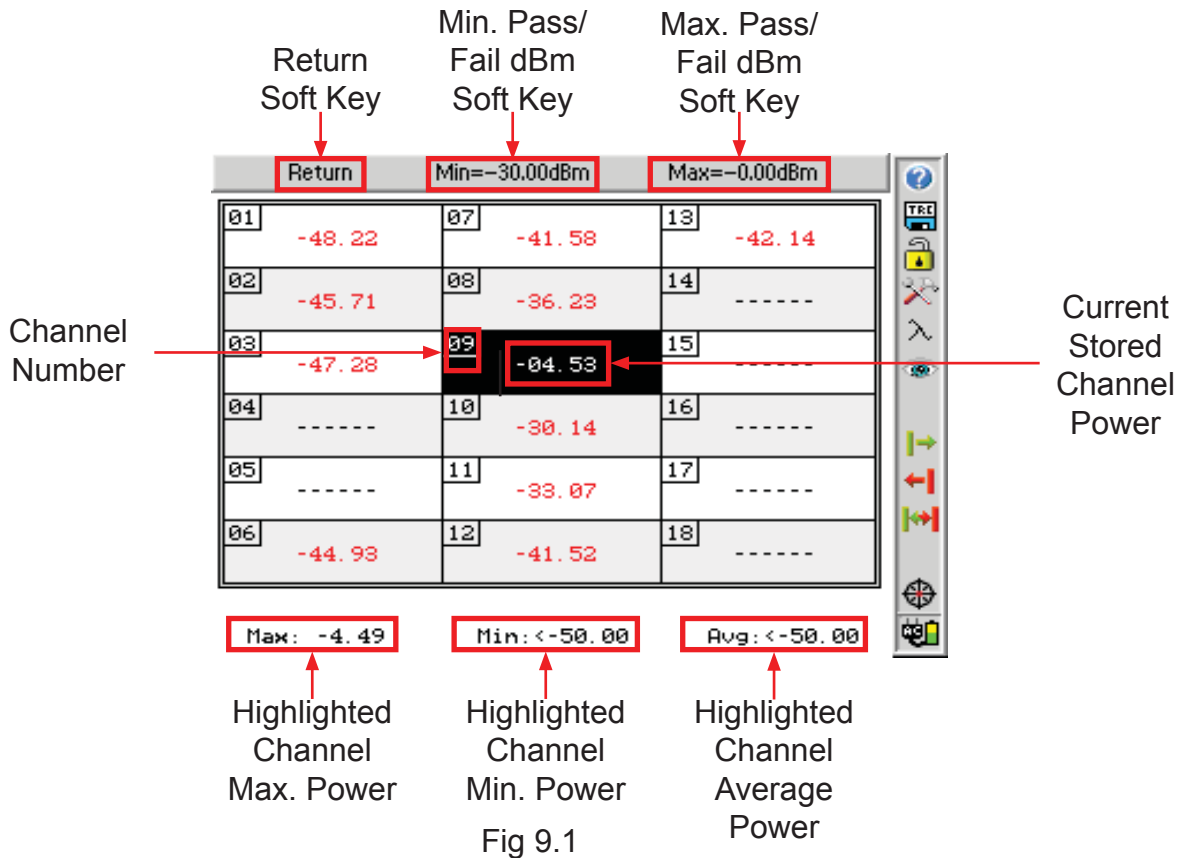 Return
Soft Key
Min. Pass/
Fail dBm
Soft Key
Max. Pass/
Fail dBm
Soft Key
Return
Min=-30.00dBm
Max=-0.00dBm
TRC
01 -48.22
07 -41.58
13 -42.14
02 -45.71
08 -36.23
14 ------
03 -47.28
09 -04.53
15 ------
04 ------
10 -30.14
16 ------
05 ------
11 -33.07
17 ------
06 -44.93
12 -41.52
18 ------
Channel
Number
Current
Stored
Channel
Power
Max: -4.49
Min:<-50.00
Avg:<-50.00
Highlighted
Channel
Max. Power
Highlighted
Channel
Min. Power
Highlighted
Channel
Average
Power
Fig 9.1